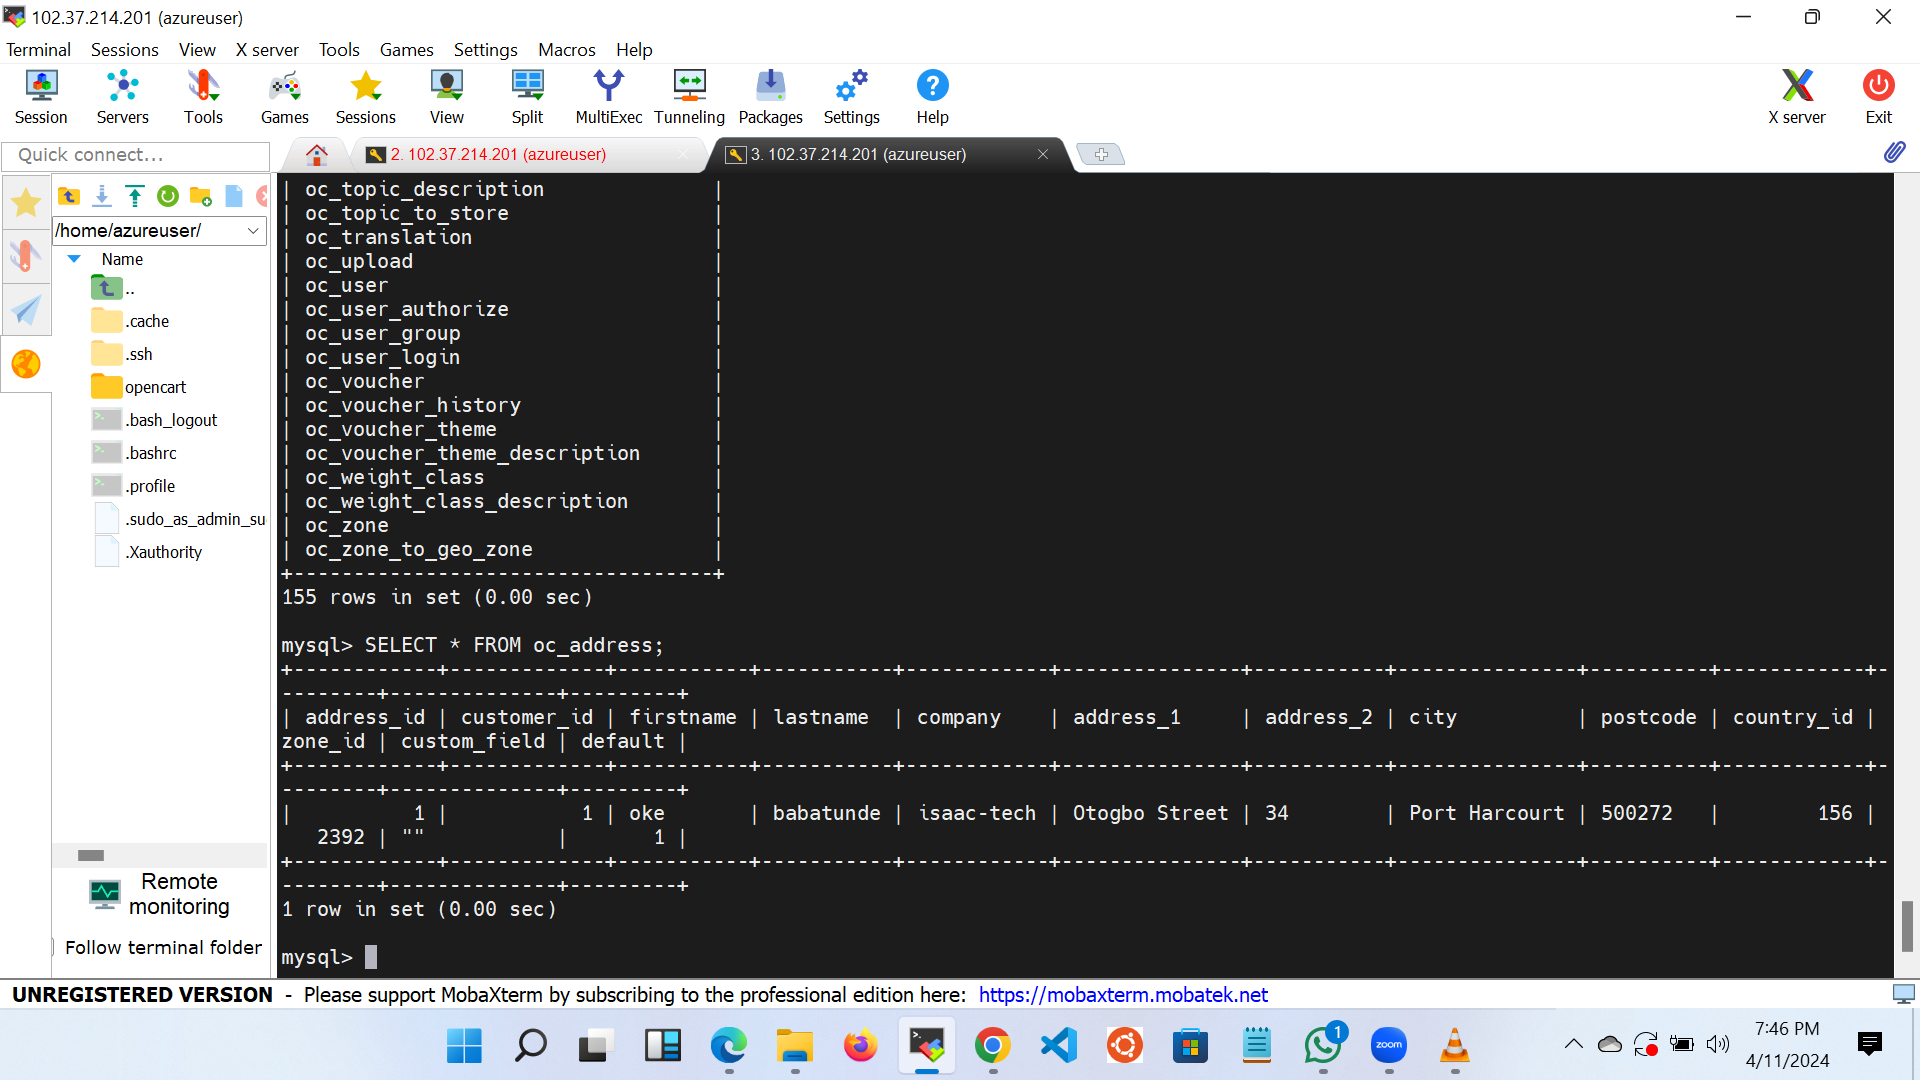 102.37.214.201 (azureuser)
Terminal Sessions View X server Tools Games Settings Macros Help
Session Servers Tools Games Sessions View Split MultiExec Tunneling Packages Settings Help X server Exit
Quick connect...
2. 102.37.214.201 (azureuser)
3. 102.37.214.201 (azureuser)
/home/azureuser/
Name
..
.cache
.ssh
opencart
.bash_logout
.bashrc
.profile
.sudo_as_admin_su
.Xauthority
Remote
monitoring
Follow terminal folder
| oc_topic_description |
| oc_topic_to_store |
| oc_translation |
| oc_upload |
| oc_user |
| oc_user_authorize |
| oc_user_group |
| oc_user_login |
| oc_voucher |
| oc_voucher_history |
| oc_voucher_theme |
| oc_voucher_theme_description |
| oc_weight_class |
| oc_weight_class_description |
| oc_zone |
| oc_zone_to_geo_zone |
+-----------------------------------+
155 rows in set (0.00 sec)
mysql> SELECT * FROM oc_address;
+------------+-------------+-----------+-----------+------------+---------------+-----------+---------------+----------+------------+-
--------+--------------+---------+
| address_id | customer_id | firstname | lastname | company | address_1 | address_2 | city | postcode | country_id |
zone_id | custom_field | default |
+------------+-------------+-----------+-----------+------------+---------------+-----------+---------------+----------+------------+-
--------+--------------+---------+
| 1 | 1 | oke | babatunde | isaac-tech | Otogbo Street | 34 | Port Harcourt | 500272 | 156 |
2392 | "" | 1 |
+------------+-------------+-----------+-----------+------------+---------------+-----------+---------------+----------+------------+-
--------+--------------+---------+
1 row in set (0.00 sec)
mysql>
UNREGISTERED VERSION - Please support MobaXterm by subscribing to the professional edition here: https://mobaxterm.mobatek.net
zoom
1
7:46 PM
4/11/2024